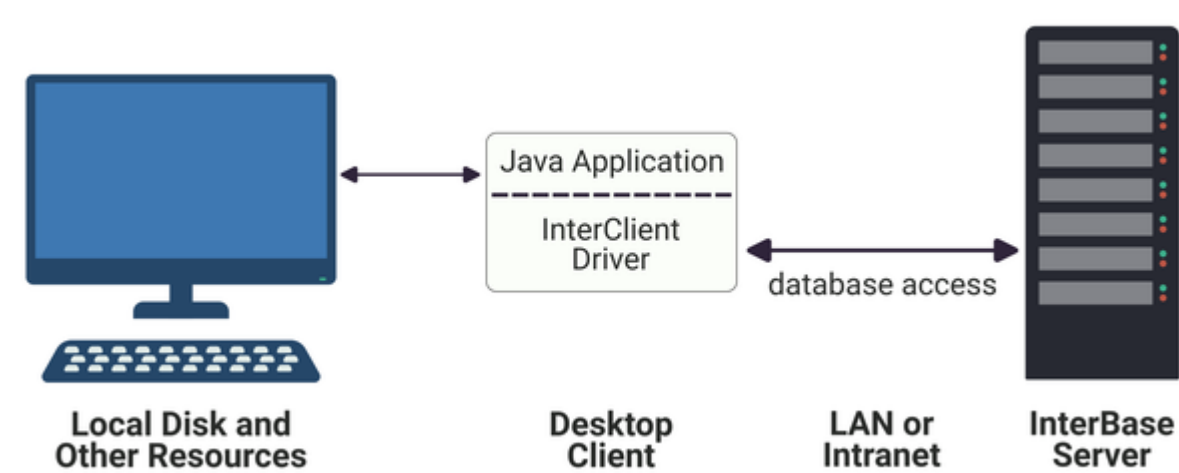 Java Application
InterClient
Driver
database access
Local Disk and
Other Resources
Desktop
Client
LAN or
Intranet
InterBase
Server